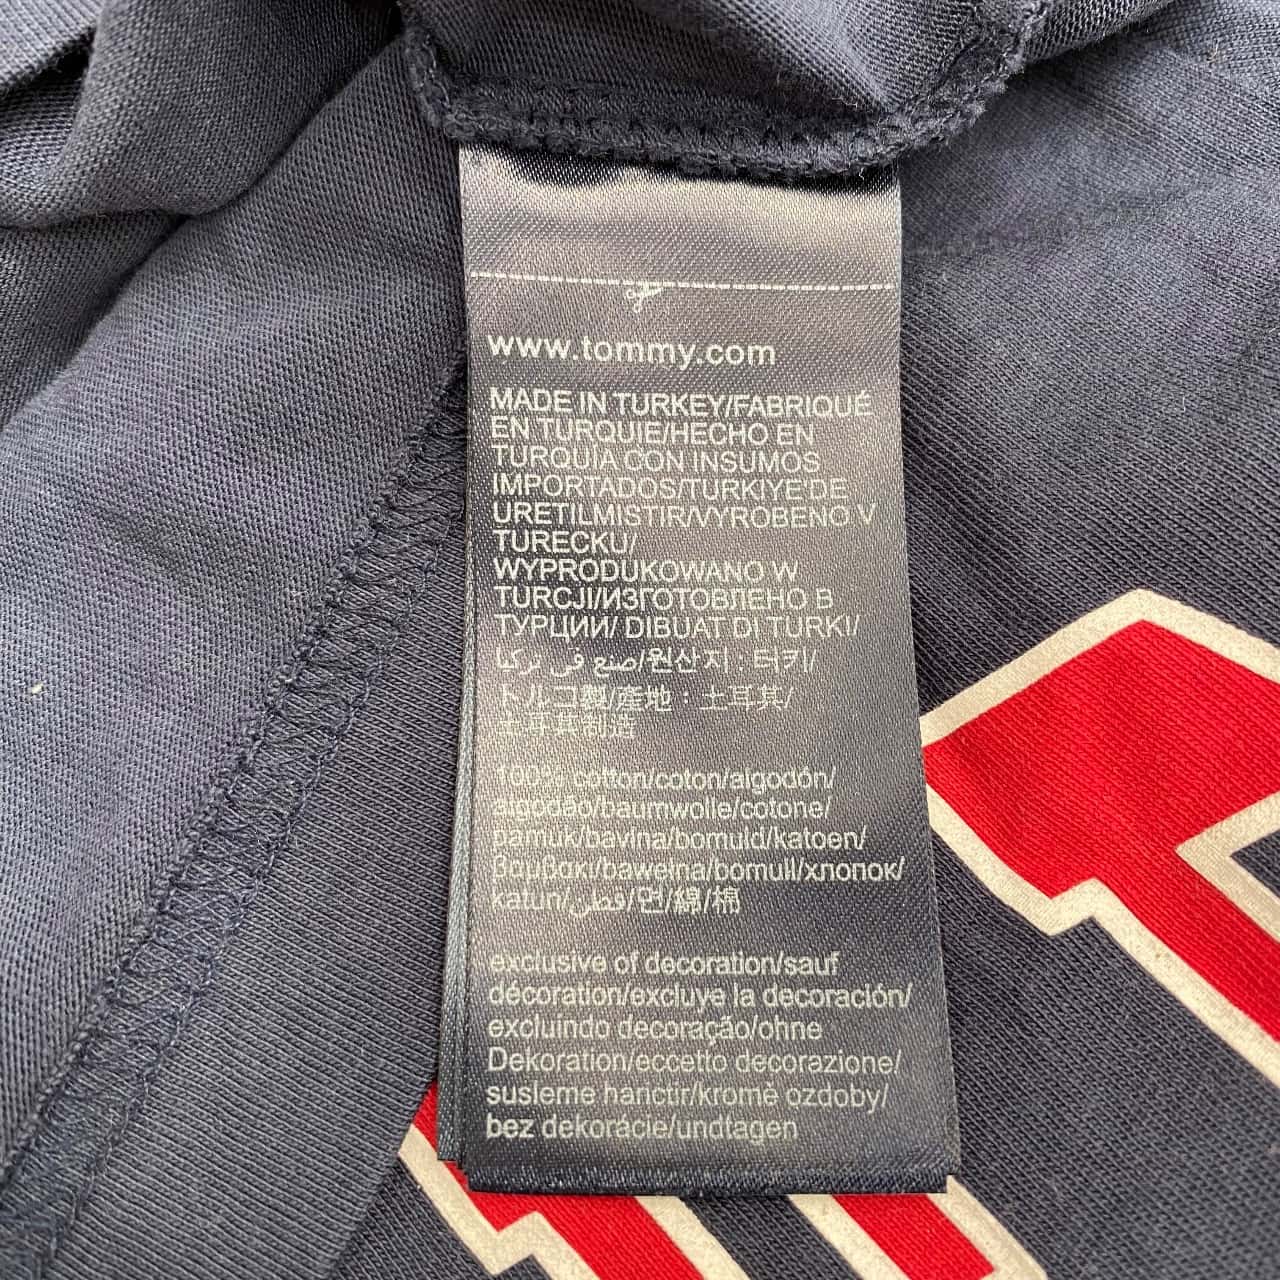 www.tommy.com
MADE IN TURKEY/FABRIQUÉ
EN TURQUIE/HECHO EN
TURQUIA CON INSUMOS
IMPORTADOS/TURKIYE'DE
URETILMISTIR/VYROBENO V
TURECKU/
WYPRODUKOWANO W
TURCJI/ИЗГОТОВЛЕНО В
ТУРЦИИ/ DIBUAT DI TURKI/
صنع في تركيا/원산지 : 터키/
トルコ製/產地：土耳其/
土耳其制造
100% cotton/coton/algodón/
algodão/baumwolle/cotone/
pamuk/bavlna/bomuld/katoen/
βαμβακι/bawełna/bomull/хлопок/
katun/قطن/면/綿/棉
exclusive of decoration/sauf
décoration/excluye la decoración/
excluindo decoração/ohne
Dekoration/eccetto decorazione/
susleme harictir/kromě ozdoby/
bez dekorácie/undtagen